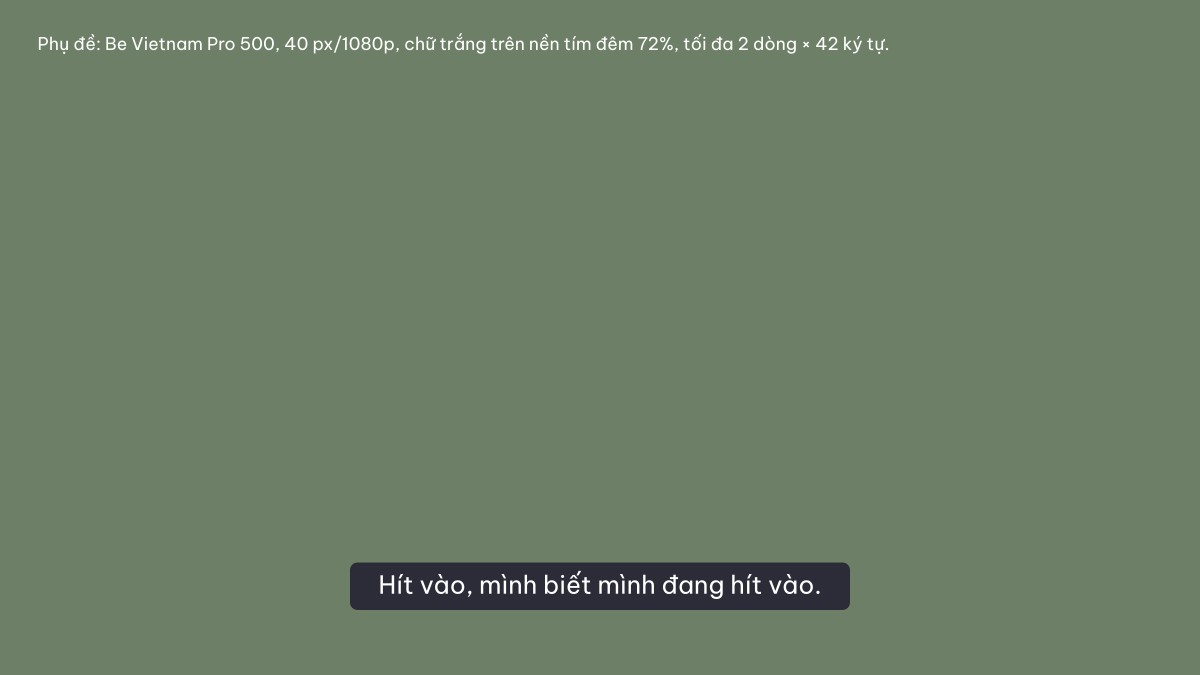 Phụ đề: Be Vietnam Pro 500, 40 px/1080p, chữ trắng trên nền tím đêm 72%, tối đa 2 dòng × 42 ký tự.
Hít vào, mình biết mình đang hít vào.